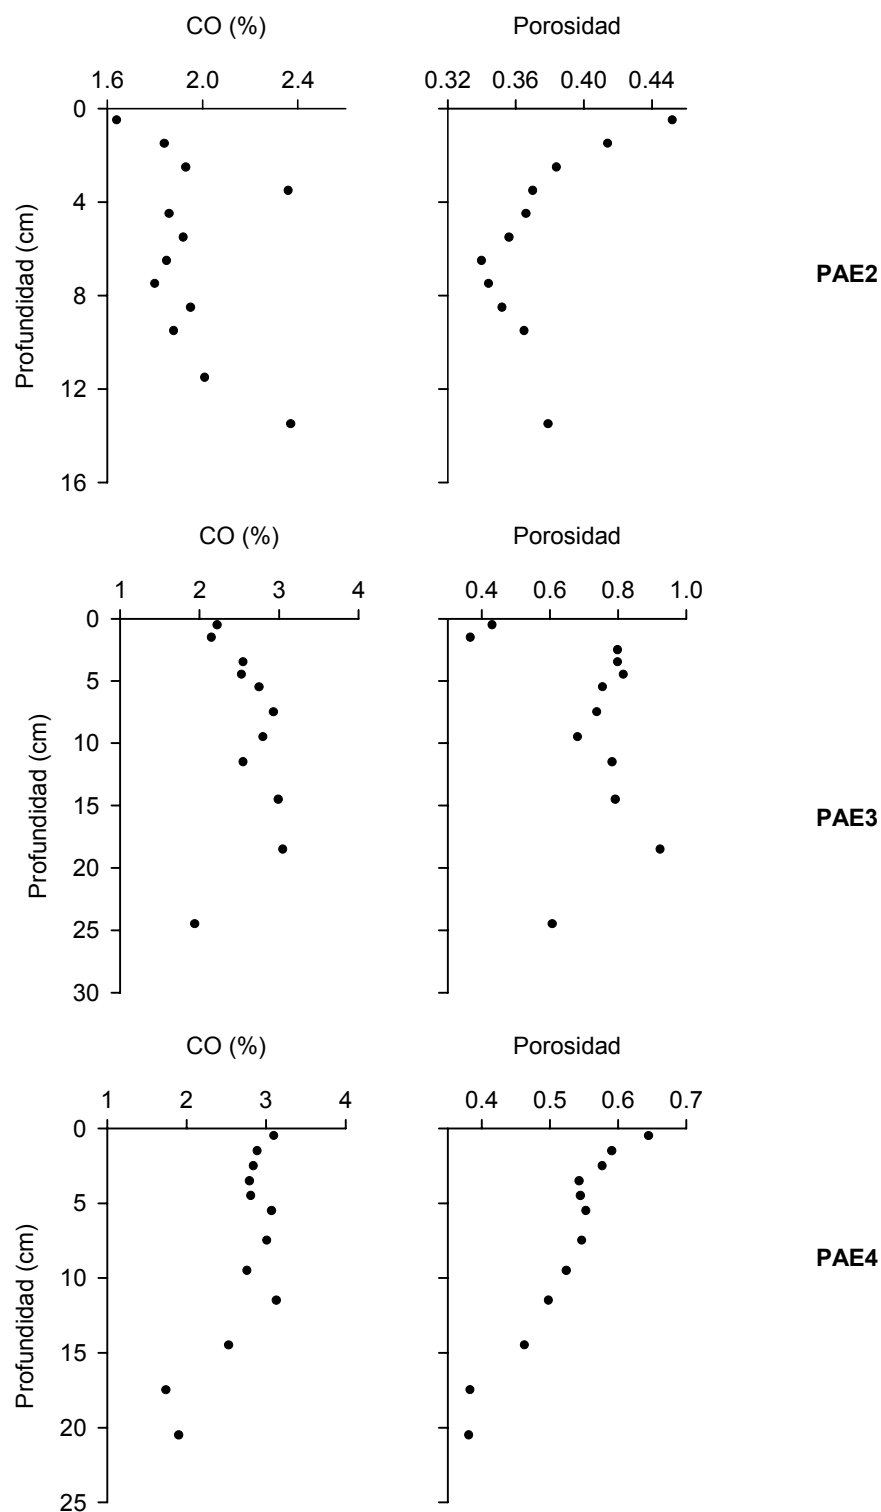 CO (%) Porosidad
1.6 2.0 2.4 0.32 0.36 0.40 0.44
0
4
8
12
16
Profundidad (cm)
PAE2
CO (%) Porosidad
1 2 3 4 0.4 0.6 0.8 1.0
0
5
10
15
20
25
30
Profundidad (cm)
PAE3
CO (%) Porosidad
1 2 3 4 0.4 0.5 0.6 0.7
0
5
10
15
20
25
Profundidad (cm)
PAE4